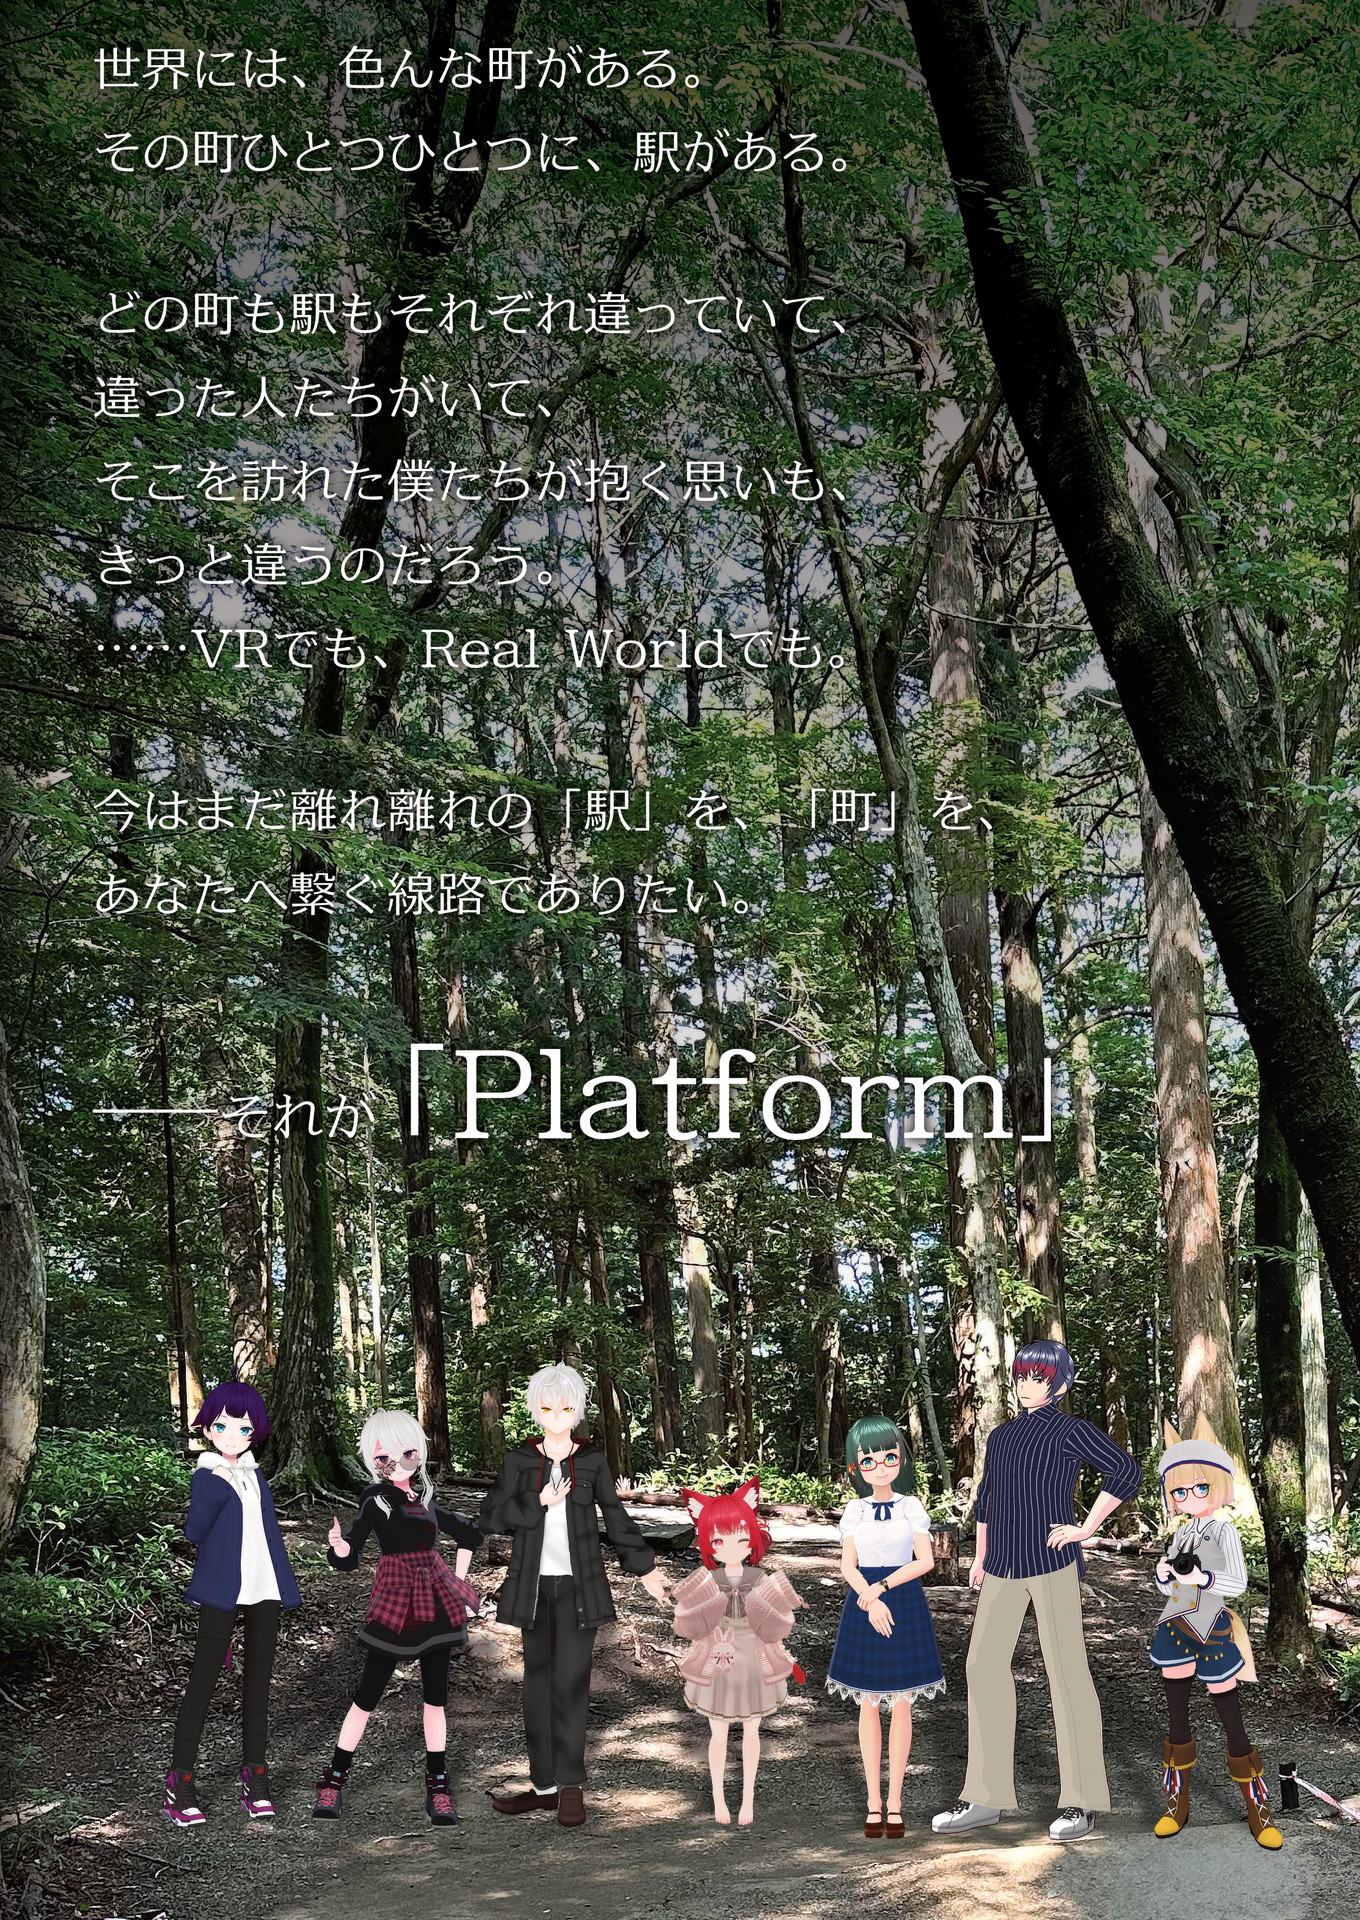 世界には、色んな町がある。
その町ひとつひとつに、駅がある。
どの町も駅もそれぞれ違っていて、
違った人たちがいて、
そこを訪れた僕たちが抱く思いも、
きっと違うのだろう。
……VRでも、Real Worldでも。
今はまだ離れ離れの「駅」を、「町」を、
あなたへ繋ぐ線路でありたい。
――それが「Platform」